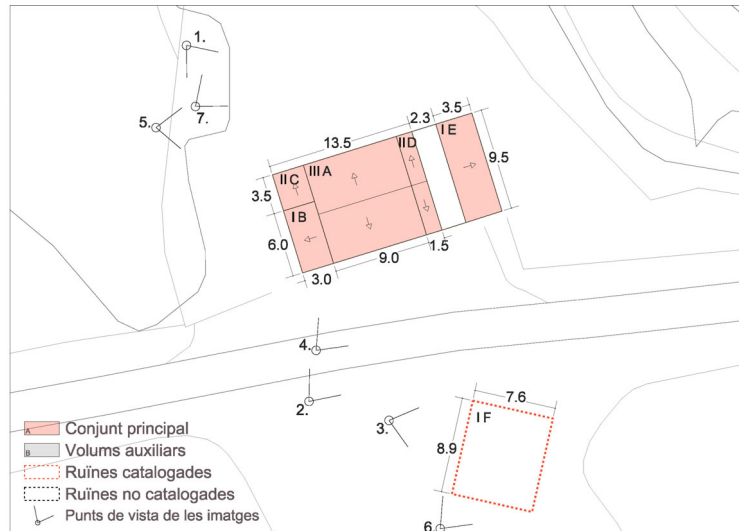 1.
7.
5.
3.5
2.3
13.5
II D
I E
9.5
II C
III A
3.5
I B
6.0
1.5
9.0
3.0
4.
2.
7.6
3.
I F
8.9
A Conjunt principal
B Volums auxiliars
Ruïnes catalogades
Ruïnes no catalogades
Punts de vista de les imatges
6.